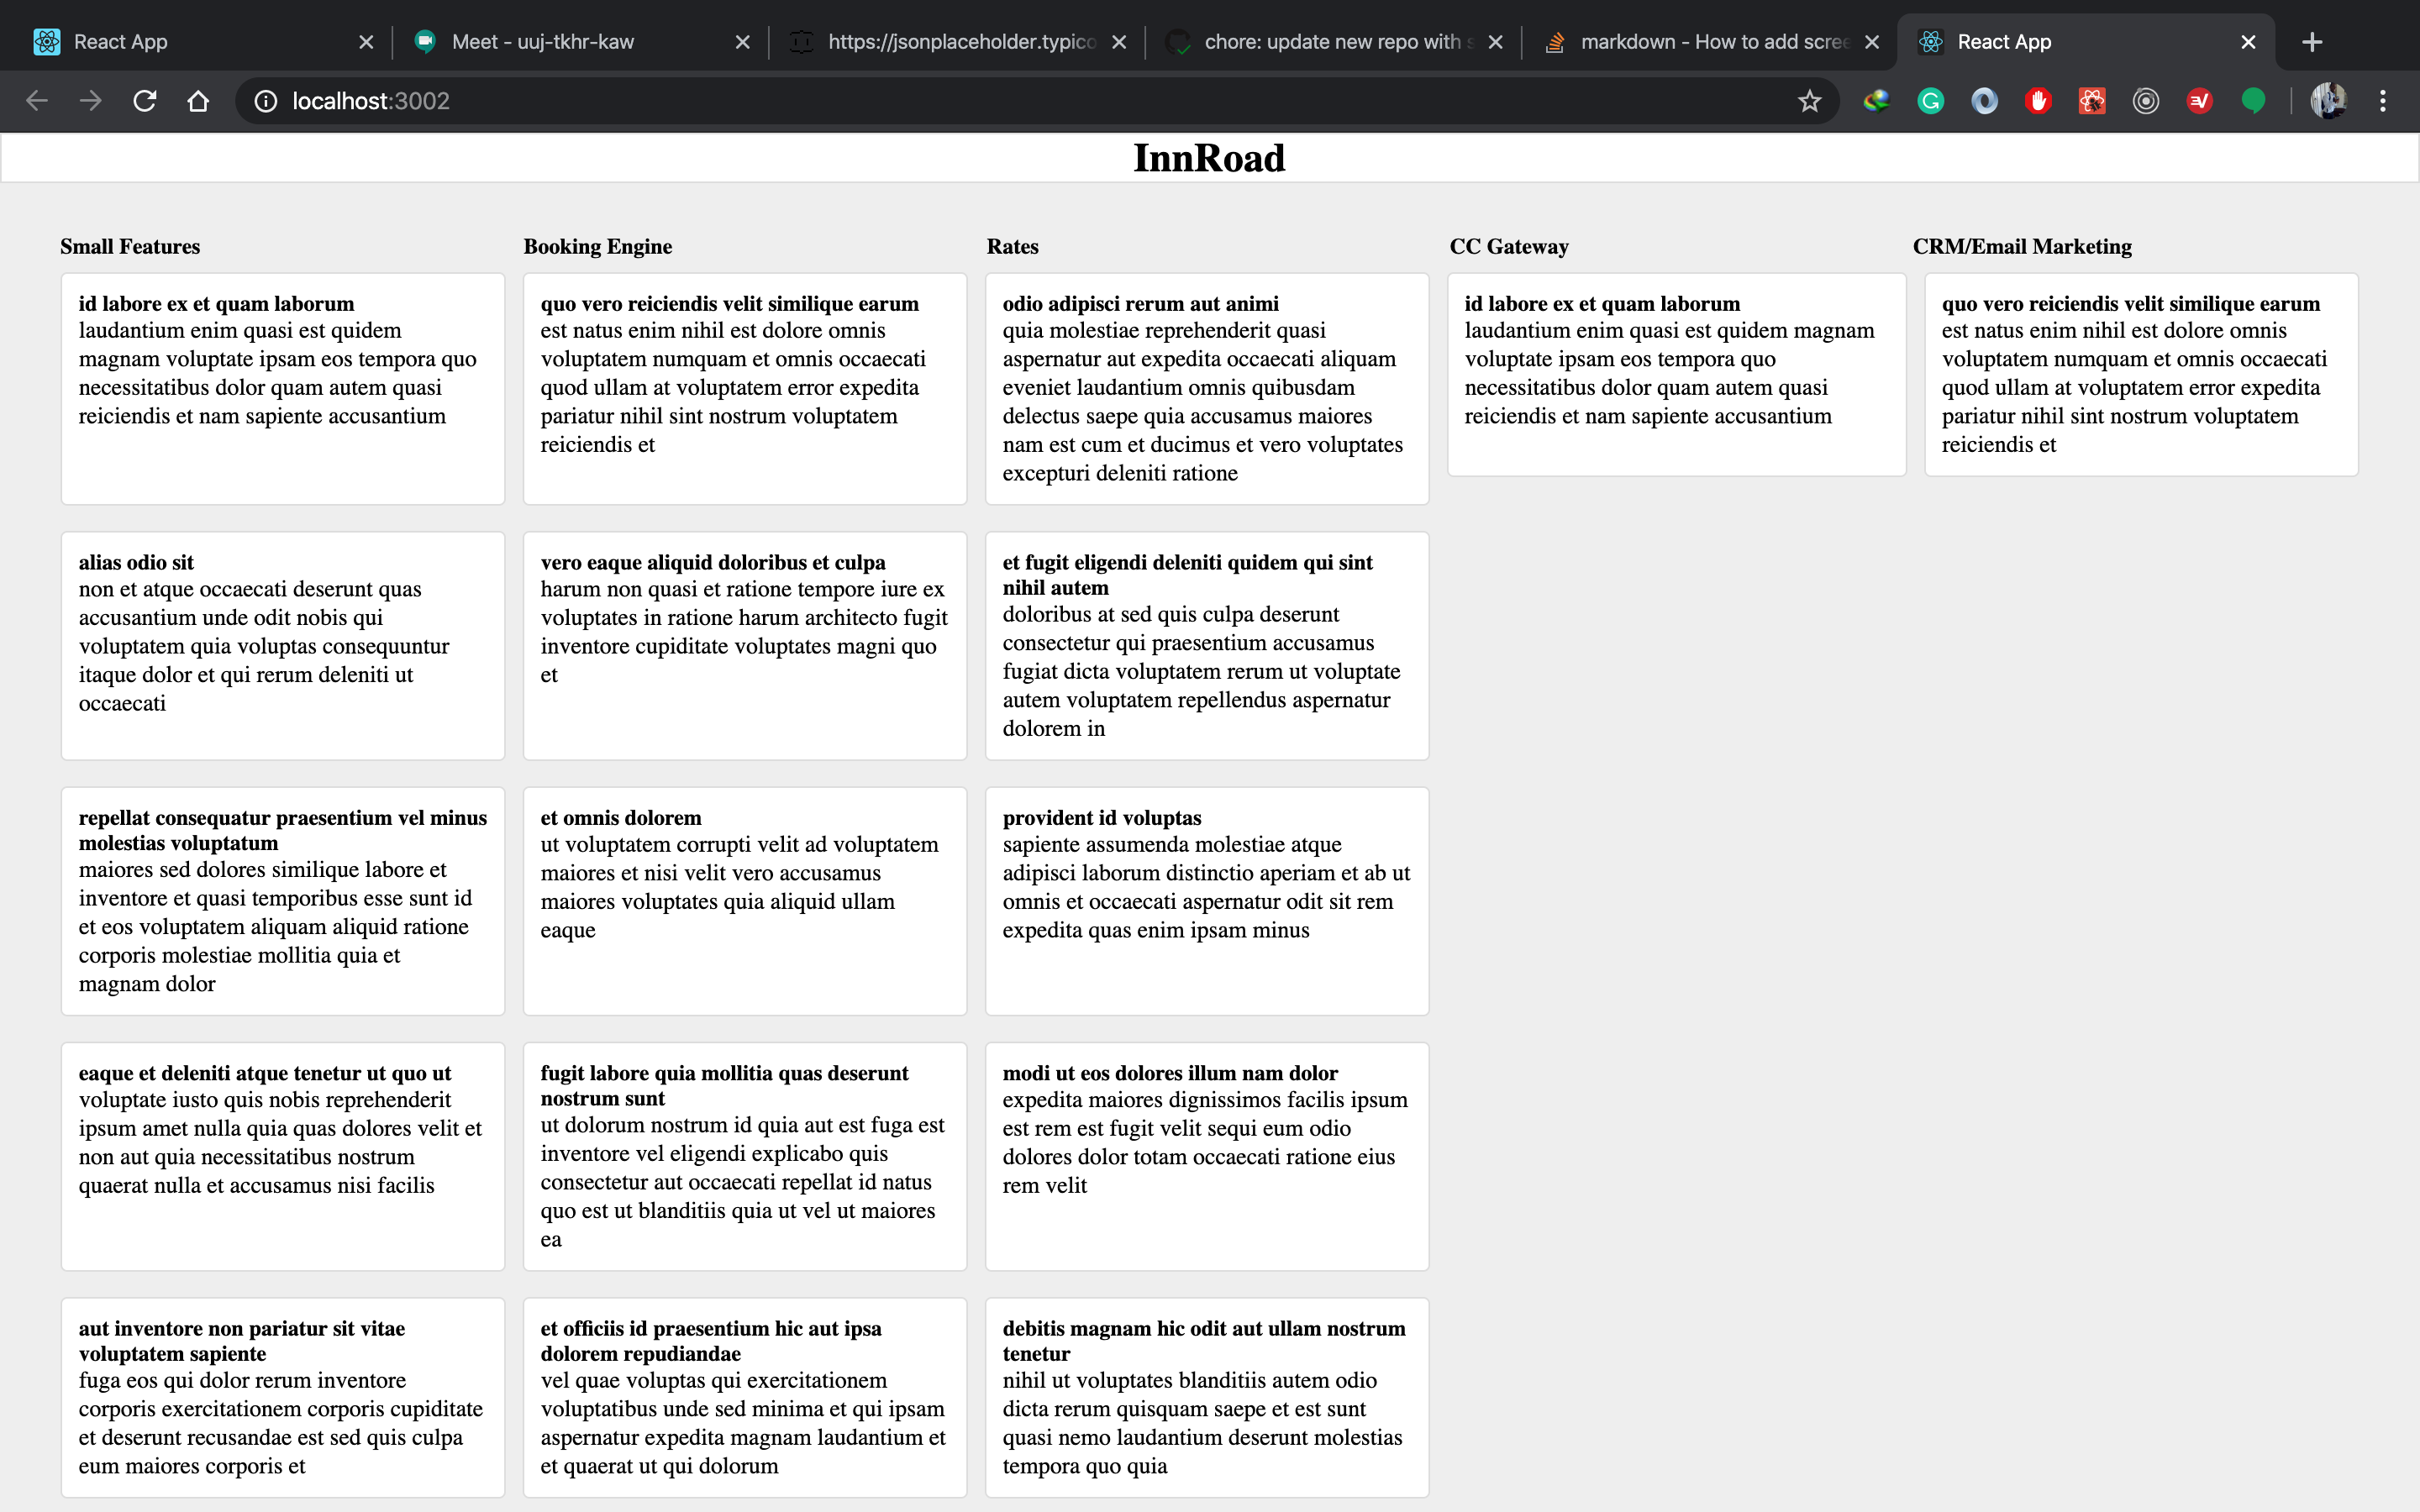 React App
Meet - uuj-tkhr-kaw
https://jsonplaceholder.typico
chore: update new repo with s
markdown - How to add scree
React App
localhost:3002
InnRoad
Small Features
Booking Engine
Rates
CC Gateway
CRM/Email Marketing
id labore ex et quam laborum
laudantium enim quasi est quidem
magnam voluptate ipsam eos tempora quo
necessitatibus dolor quam autem quasi
reiciendis et nam sapiente accusantium
quo vero reiciendis velit similique earum
est natus enim nihil est dolore omnis
voluptatem numquam et omnis occaecati
quod ullam at voluptatem error expedita
pariatur nihil sint nostrum voluptatem
reiciendis et
odio adipisci rerum aut animi
quia molestiae reprehenderit quasi
aspernatur aut expedita occaecati aliquam
eveniet laudantium omnis quibusdam
delectus saepe quia accusamus maiores
nam est cum et ducimus et vero voluptates
excepturi deleniti ratione
id labore ex et quam laborum
laudantium enim quasi est quidem magnam
voluptate ipsam eos tempora quo
necessitatibus dolor quam autem quasi
reiciendis et nam sapiente accusantium
quo vero reiciendis velit similique earum
est natus enim nihil est dolore omnis
voluptatem numquam et omnis occaecati
quod ullam at voluptatem error expedita
pariatur nihil sint nostrum voluptatem
reiciendis et
alias odio sit
non et atque occaecati deserunt quas
accusantium unde odit nobis qui
voluptatem quia voluptas consequuntur
itaque dolor et qui rerum deleniti ut
occaecati
vero eaque aliquid doloribus et culpa
harum non quasi et ratione tempore iure ex
voluptates in ratione harum architecto fugit
inventore cupiditate voluptates magni quo
et
et fugit eligendi deleniti quidem qui sint
nihil autem
doloribus at sed quis culpa deserunt
consectetur qui praesentium accusamus
fugiat dicta voluptatem rerum ut voluptate
autem voluptatem repellendus aspernatur
dolorem in
repellat consequatur praesentium vel minus
molestias voluptatum
maiores sed dolores similique labore et
inventore et quasi temporibus esse sunt id
et eos voluptatem aliquam aliquid ratione
corporis molestiae mollitia quia et
magnam dolor
et omnis dolorem
ut voluptatem corrupti velit ad voluptatem
maiores et nisi velit vero accusamus
maiores voluptates quia aliquid ullam
eaque
provident id voluptas
sapiente assumenda molestiae atque
adipisci laborum distinctio aperiam et ab ut
omnis et occaecati aspernatur odit sit rem
expedita quas enim ipsam minus
eaque et deleniti atque tenetur ut quo ut
voluptate iusto quis nobis reprehenderit
ipsum amet nulla quia quas dolores velit et
non aut quia necessitatibus nostrum
quaerat nulla et accusamus nisi facilis
fugit labore quia mollitia quas deserunt
nostrum sunt
ut dolorum nostrum id quia aut est fuga est
inventore vel eligendi explicabo quis
consectetur aut occaecati repellat id natus
quo est ut blanditiis quia ut vel ut maiores
ea
modi ut eos dolores illum nam dolor
expedita maiores dignissimos facilis ipsum
est rem est fugit velit sequi eum odio
dolores dolor totam occaecati ratione eius
rem velit
aut inventore non pariatur sit vitae
voluptatem sapiente
fuga eos qui dolor rerum inventore
corporis exercitationem corporis cupiditate
et deserunt recusandae est sed quis culpa
eum maiores corporis et
et officiis id praesentium hic aut ipsa
dolorem repudiandae
vel quae voluptas qui exercitationem
voluptatibus unde sed minima et qui ipsam
aspernatur expedita magnam laudantium et
et quaerat ut qui dolorum
debitis magnam hic odit aut ullam nostrum
tenetur
nihil ut voluptates blanditiis autem odio
dicta rerum quisquam saepe et est sunt
quasi nemo laudantium deserunt molestias
tempora quo quia